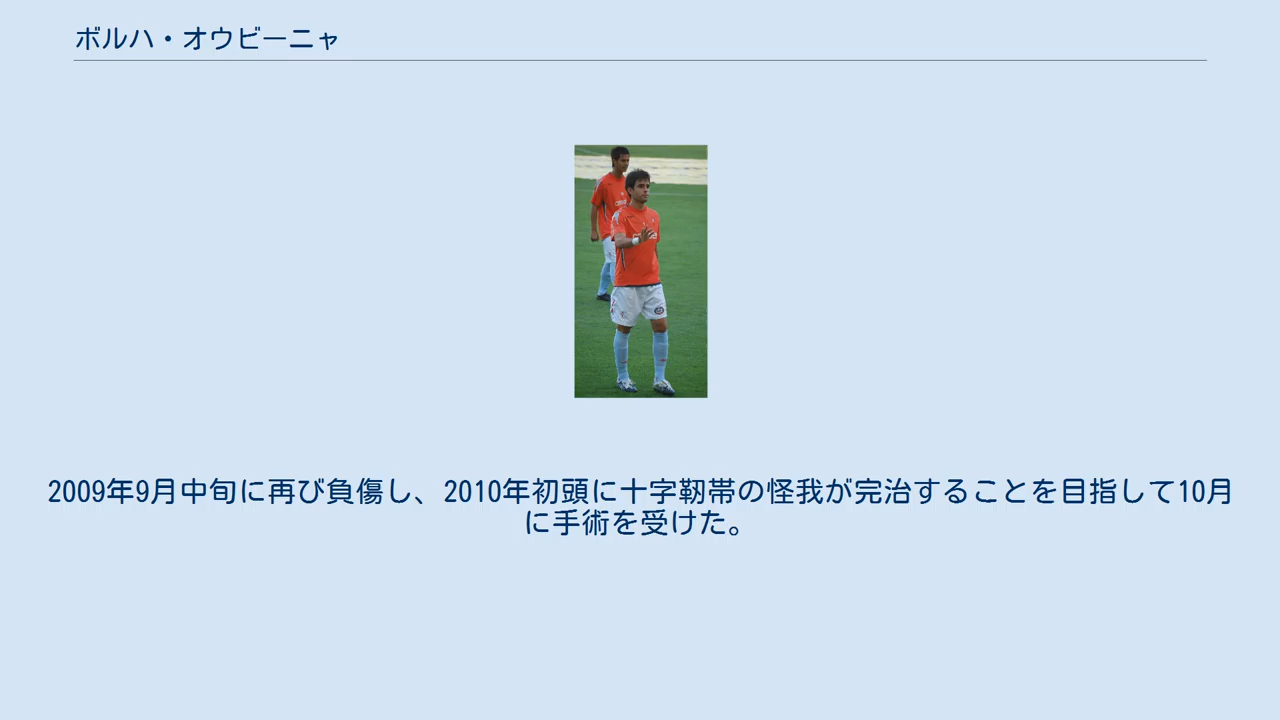 ボルハ・オウビーニャ
2009年9月中旬に再び負傷し、2010年初頭に十字靭帯の怪我が完治することを目指して10月
に手術を受けた。